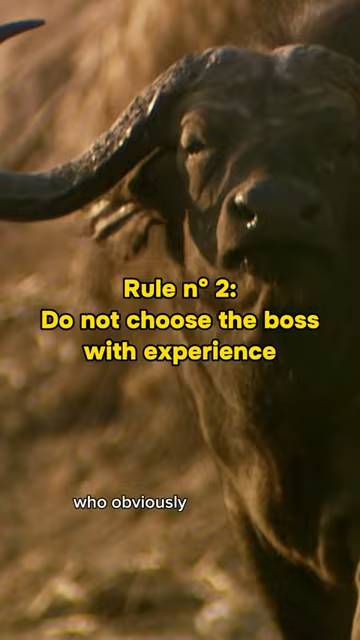 Rule n° 2:
Do not choose the boss
with experience
who obviously